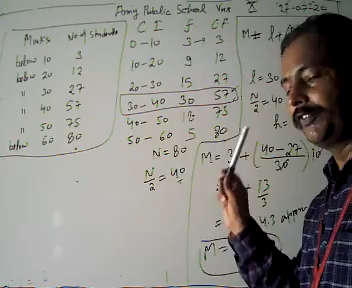 Army Public School Vns X 27-07-20
Marks No of students
below 10 3
below 20 12
" 30 27
" 40 57
" 50 75
below 60 80
C I f CF
0-10 3 → 3
10-20 9 12
20-30 15 27
30-40 30 57
40-50 18 75
50-60 5 80
N = 80
N/2 = 40
l = 30
N/2 = 40
h =
M = 3 + (40-27/30) 10
+ 13/3
= 4.3 approx
M =